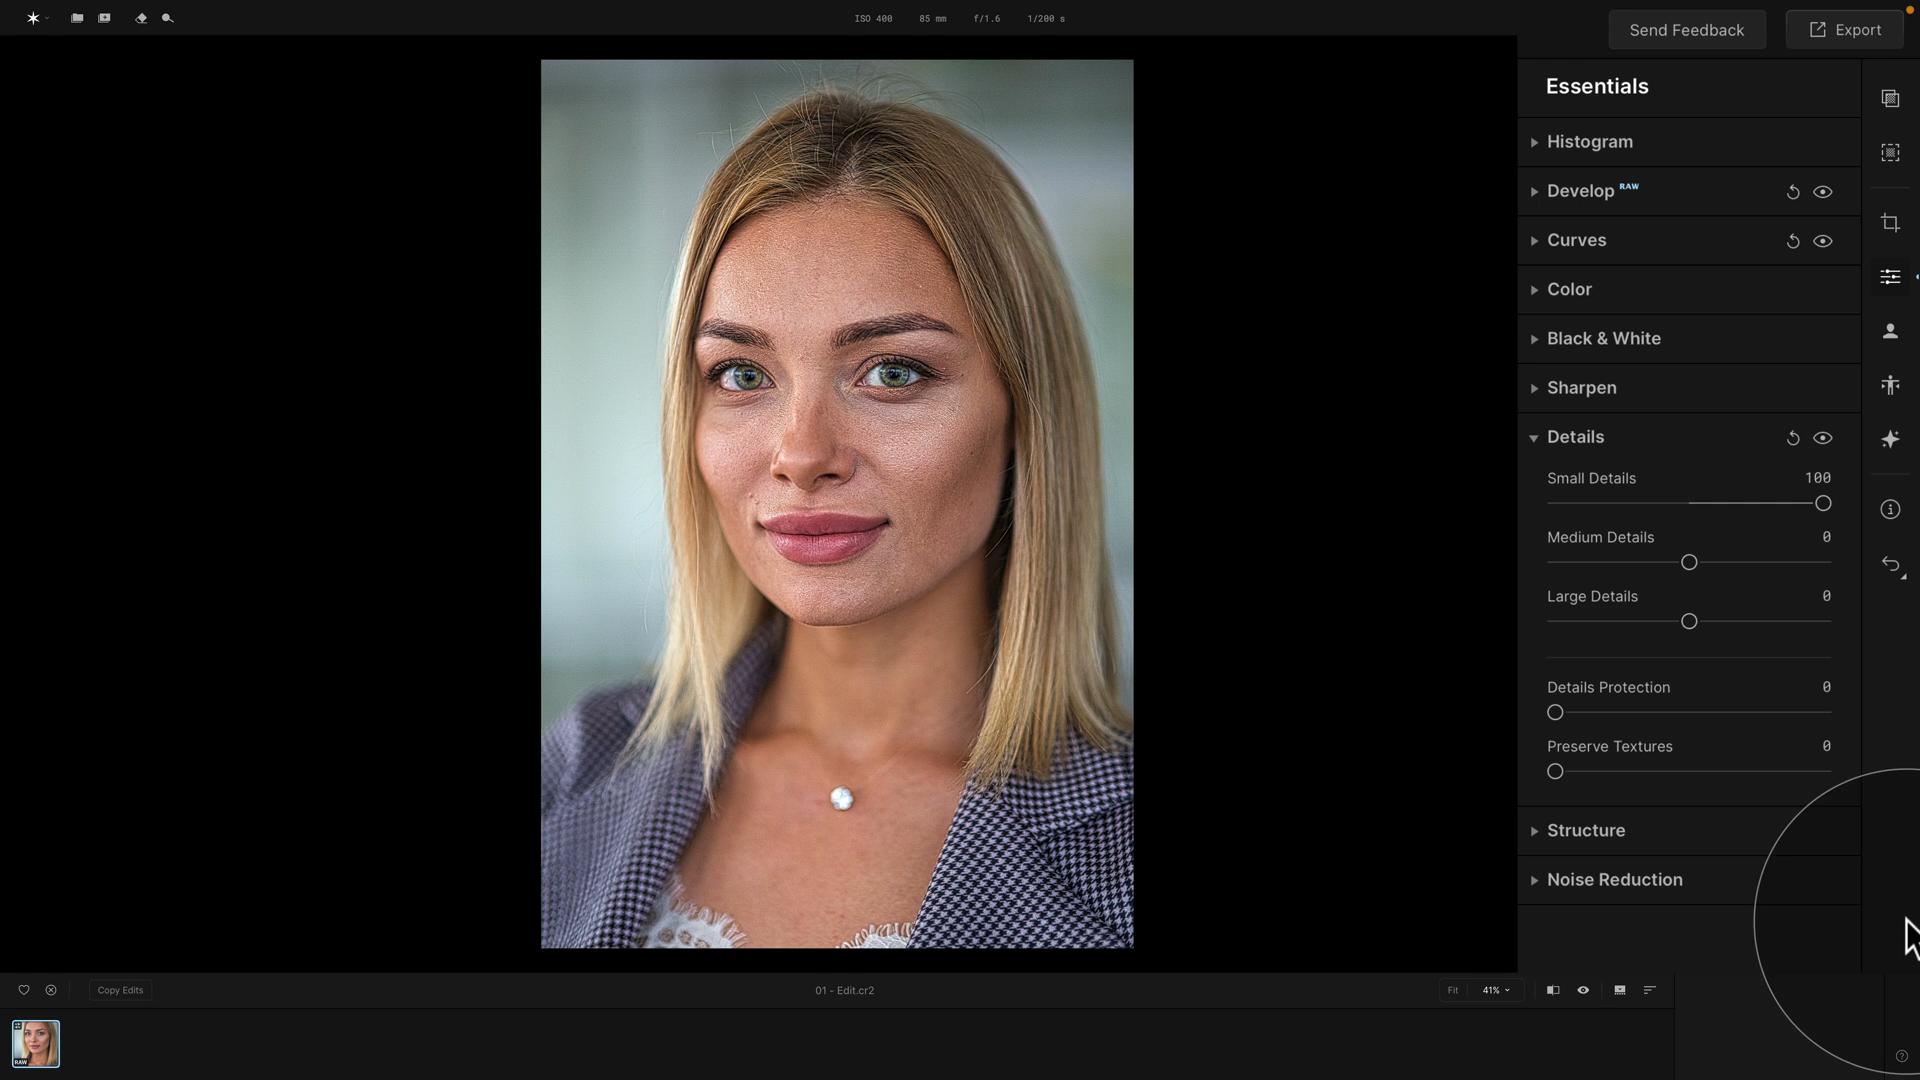 ISO 400 85 mm f/1.6 1/200 s
Send Feedback
Export
Essentials
Histogram
Develop RAW
Curves
Color
Black & White
Sharpen
Details
Small Details 100
Medium Details 0
Large Details 0
Details Protection 0
Preserve Textures 0
Structure
Noise Reduction
Copy Edits
01 - Edit.cr2
Fit 41%
RAW